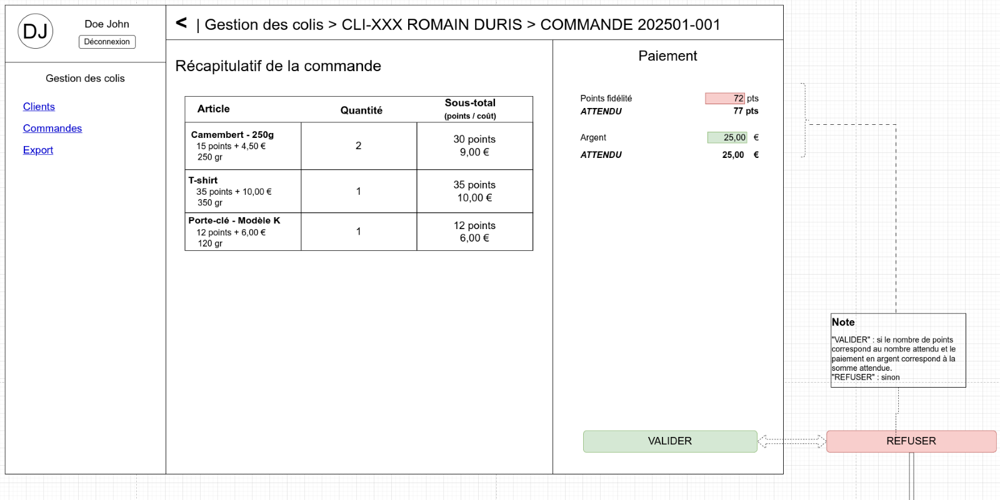 DJ
Doe John
Déconnexion
< | Gestion des colis > CLI-XXX ROMAIN DURIS > COMMANDE 202501-001
Gestion des colis
Clients
Commandes
Export
Récapitulatif de la commande
Article Quantité Sous-total
(points / coût)
Camembert - 250g
15 points + 4,50 €
250 gr
2
30 points
9,00 €
T-shirt
35 points + 10,00 €
350 gr
1
35 points
10,00 €
Porte-clé - Modèle K
12 points + 6,00 €
120 gr
1
12 points
6,00 €
Paiement
Points fidélité 72 pts
ATTENDU 77 pts
Argent 25,00 €
ATTENDU 25,00 €
VALIDER
Note
"VALIDER" : si le nombre de points
correspond au nombre attendu et le
paiement en argent correspond à la
somme attendue.
"REFUSER" : sinon
REFUSER